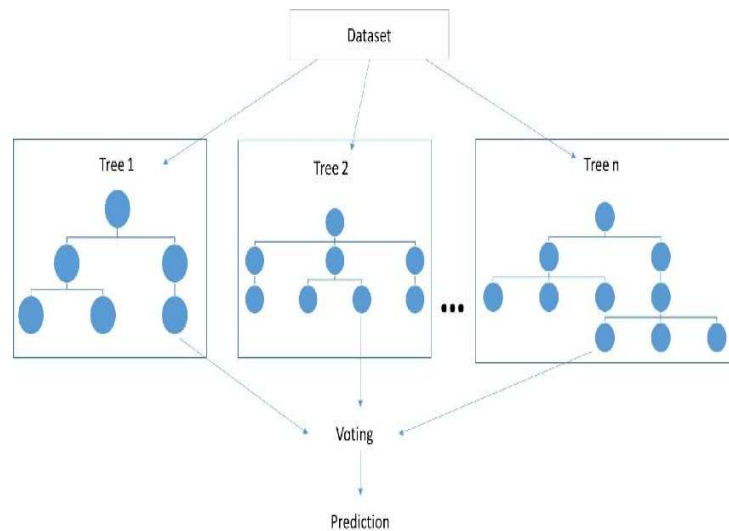 Dataset
Tree 1
Tree 2
Tree n
...
Voting
Prediction